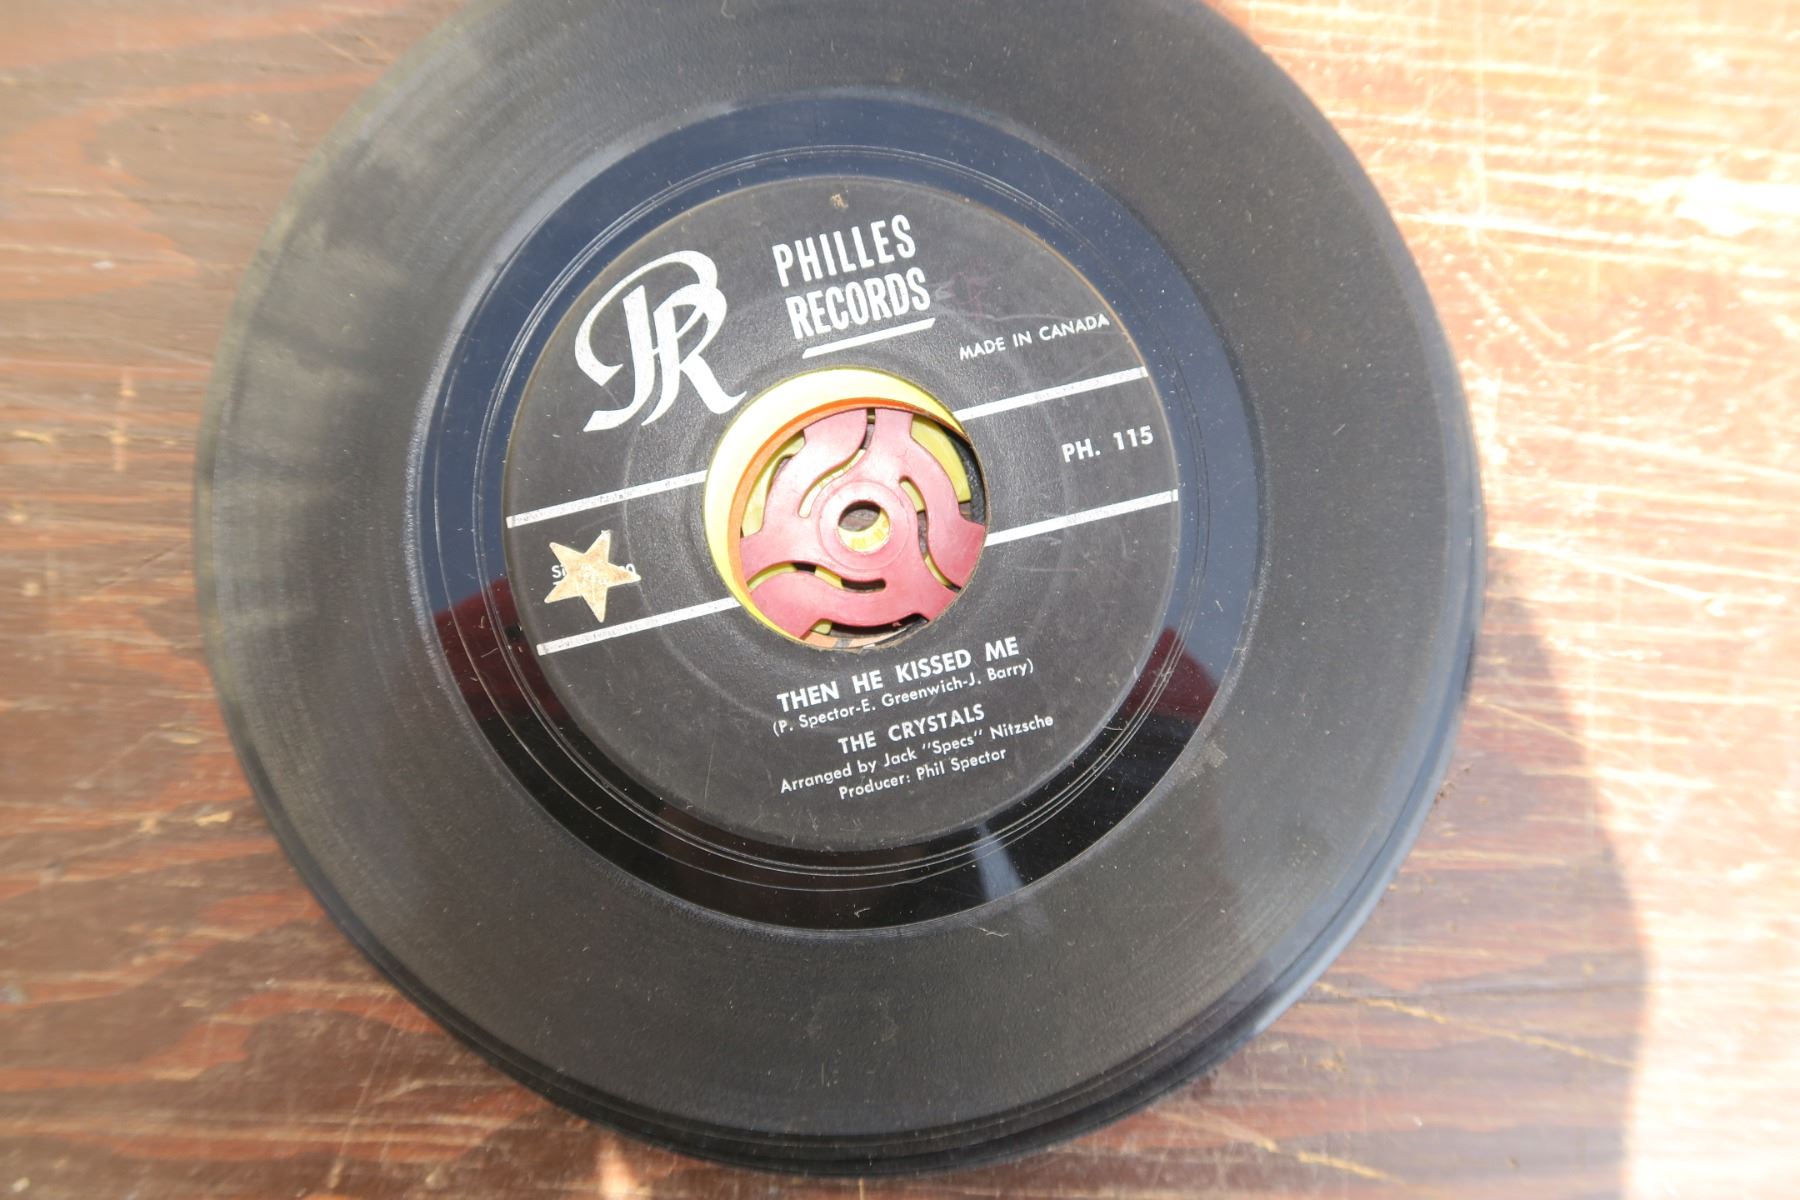 PR
PHILLES
RECORDS
MADE IN CANADA
PH. 115
THEN HE KISSED ME
(P. Spector-E. Greenwich-J. Barry)
THE CRYSTALS
Arranged by Jack "Specs" Nitzsche
Producer: Phil Spector